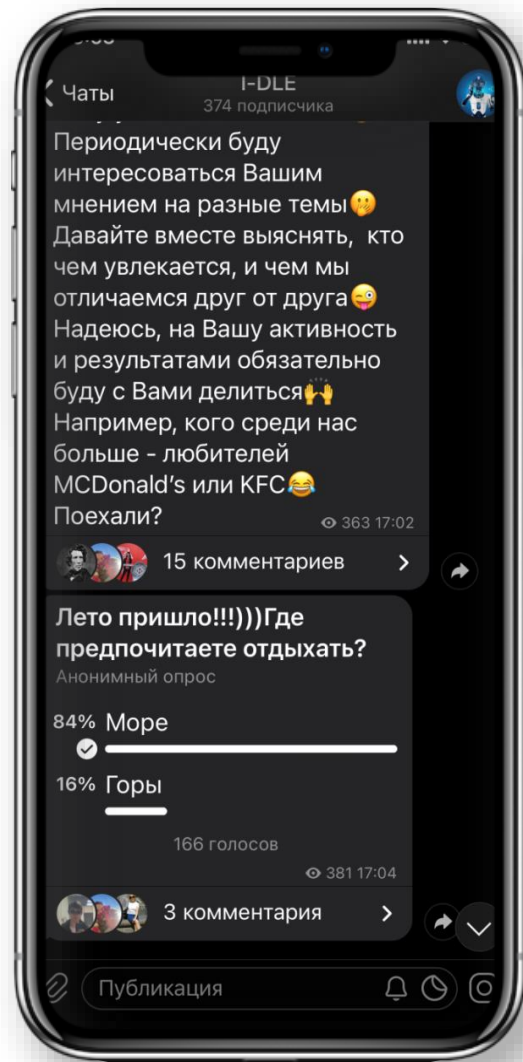 Чаты
I-DLE
374 подписчика
Периодически буду
интересоваться Вашим
мнением на разные темы🤭
Давайте вместе выяснять, кто
чем увлекается, и чем мы
отличаемся друг от друга😜
Надеюсь, на Вашу активность
и результатами обязательно
буду с Вами делиться🙌
Например, кого среди нас
больше - любителей
MCDonald's или KFC😂
Поехали?
363 17:02
15 комментариев
Лето пришло!!!)))Где
предпочитаете отдыхать?
Анонимный опрос
84% Море
16% Горы
166 голосов
381 17:04
3 комментария
Публикация